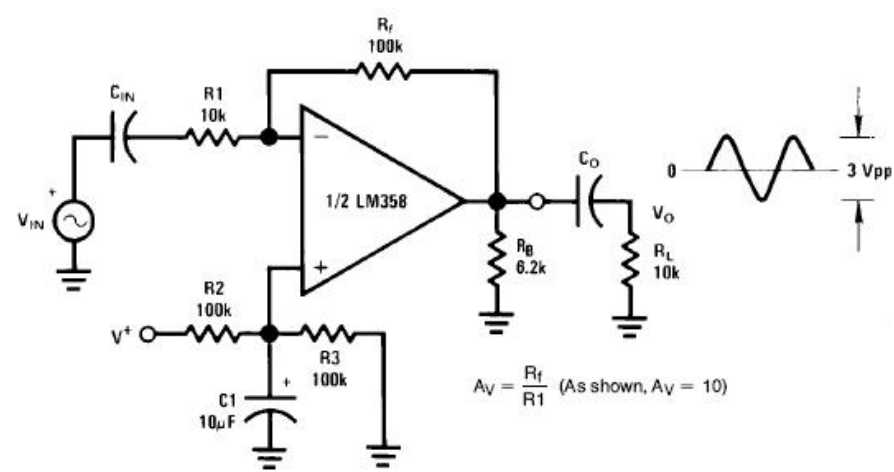 Rf
100k
CIN
R1
10k
−
1/2 LM358
+
+
VIN
CO
0
3 Vpp
VO
RB
6.2k
RL
10k
R2
100k
V+
R3
100k
+
C1
10µF
AV = Rf/R1 (As shown, AV = 10)